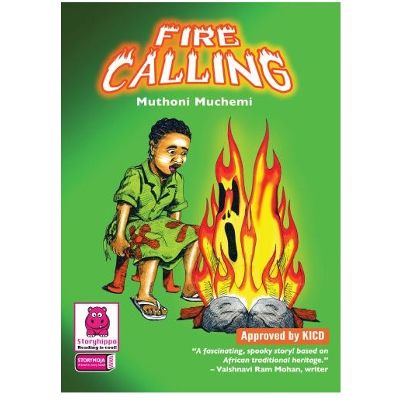 FIRE
CALLING
Muthoni Muchemi
Approved by KICD
"A fascinating, spooky story! based on
African traditional heritage."
– Vaishnavi Ram Mohan, writer
Storyhippo
Reading is cool!
STORYMOJA